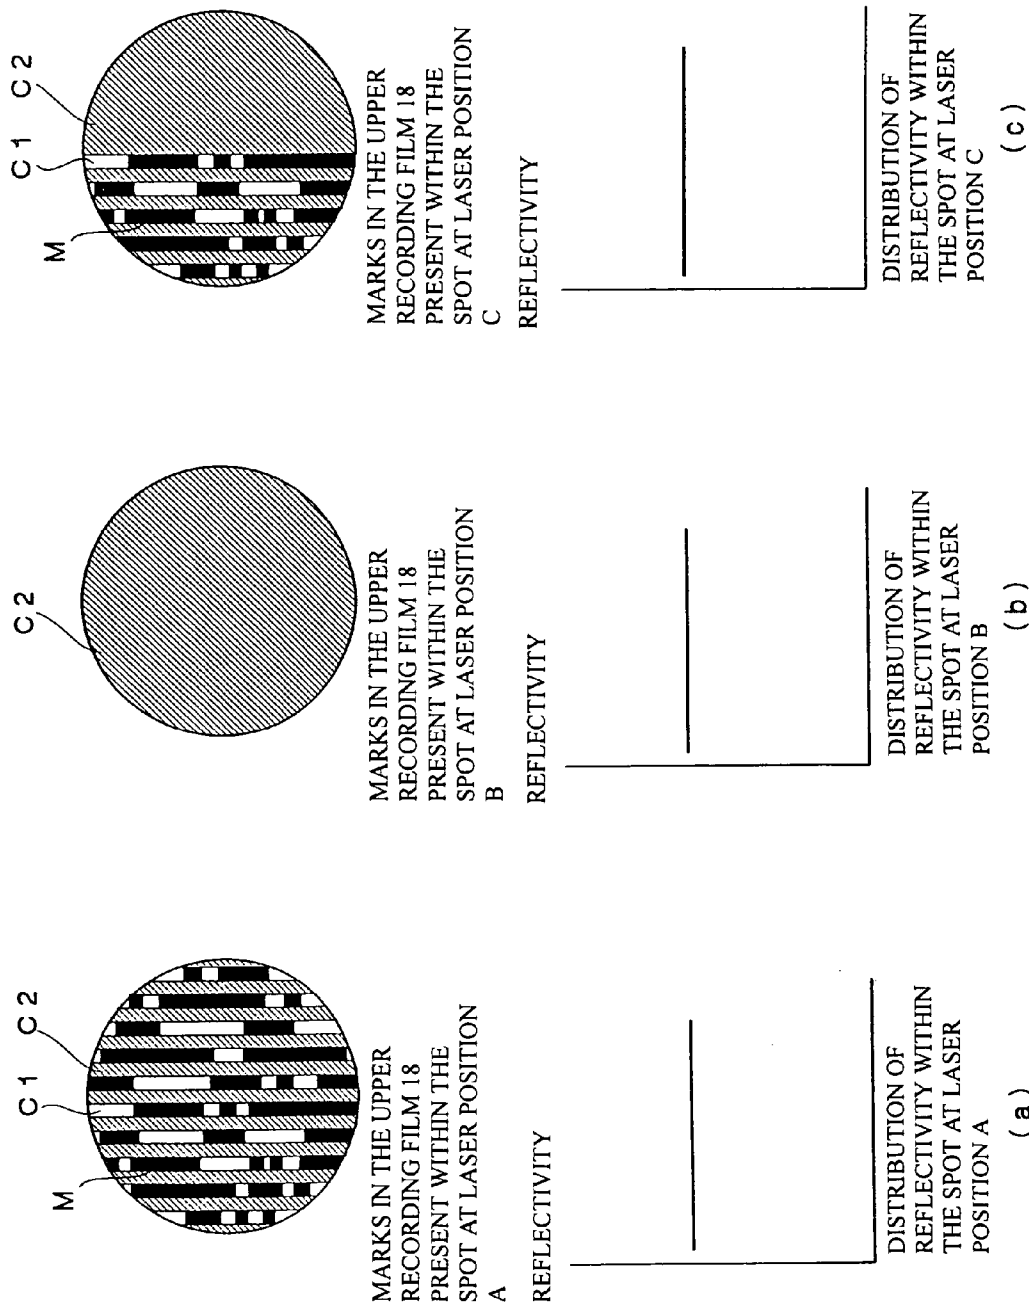 M
C1
C2
MARKS IN THE UPPER
RECORDING FILM 18
PRESENT WITHIN THE
SPOT AT LASER POSITION
A
REFLECTIVITY
DISTRIBUTION OF
REFLECTIVITY WITHIN
THE SPOT AT LASER
POSITION A
(a)
C2
MARKS IN THE UPPER
RECORDING FILM 18
PRESENT WITHIN THE
SPOT AT LASER POSITION
B
REFLECTIVITY
DISTRIBUTION OF
REFLECTIVITY WITHIN
THE SPOT AT LASER
POSITION B
(b)
M
C1
C2
MARKS IN THE UPPER
RECORDING FILM 18
PRESENT WITHIN THE
SPOT AT LASER POSITION
C
REFLECTIVITY
DISTRIBUTION OF
REFLECTIVITY WITHIN
THE SPOT AT LASER
POSITION C
(c)